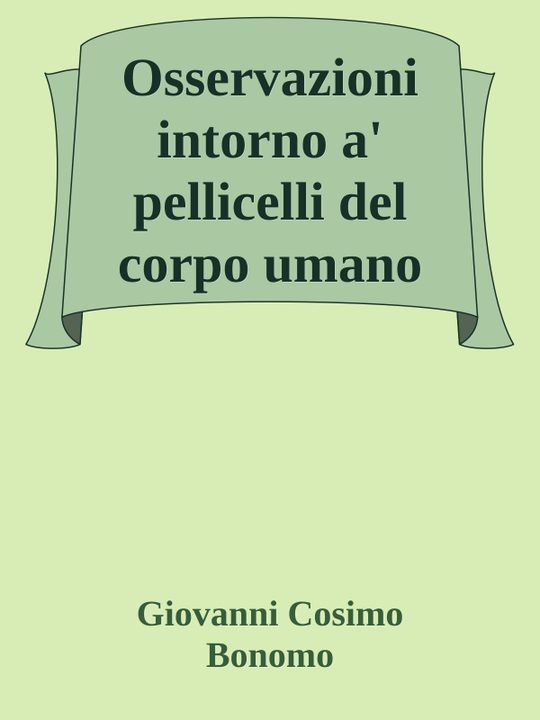 Osservazioni
intorno a'
pellicelli del
corpo umano
Giovanni Cosimo
Bonomo